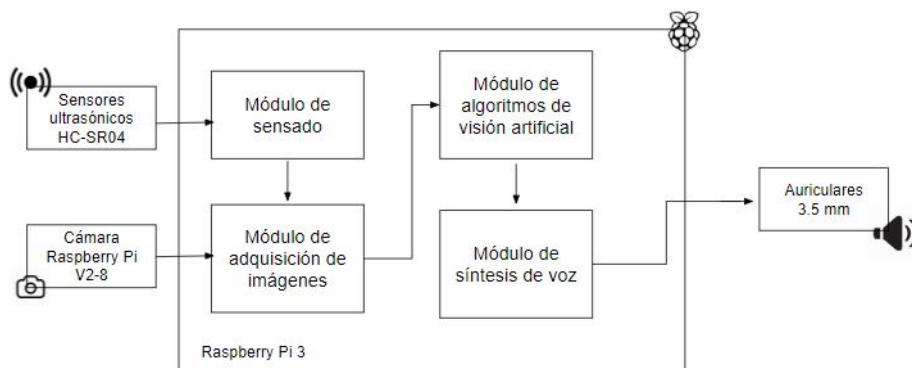 Sensores
ultrasónicos
HC-SR04
Módulo de
sensado
Módulo de
algoritmos de
visión artificial
Cámara
Raspberry Pi
V2-8
Módulo de
adquisición de
imágenes
Módulo de
síntesis de voz
Auriculares
3.5 mm
Raspberry Pi 3